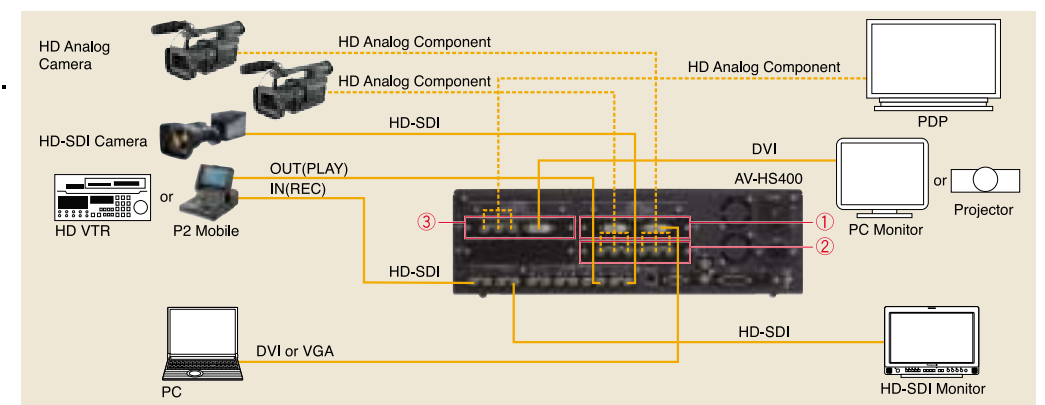 HD Analog
Camera
HD Analog Component
HD Analog Component
HD Analog Component
PDP
HD-SDI Camera
HD-SDI
OUT(PLAY)
IN(REC)
DVI
AV-HS400
or
HD VTR
P2 Mobile
③
①
②
PC Monitor
or
Projector
HD-SDI
HD-SDI
DVI or VGA
PC
HD-SDI Monitor